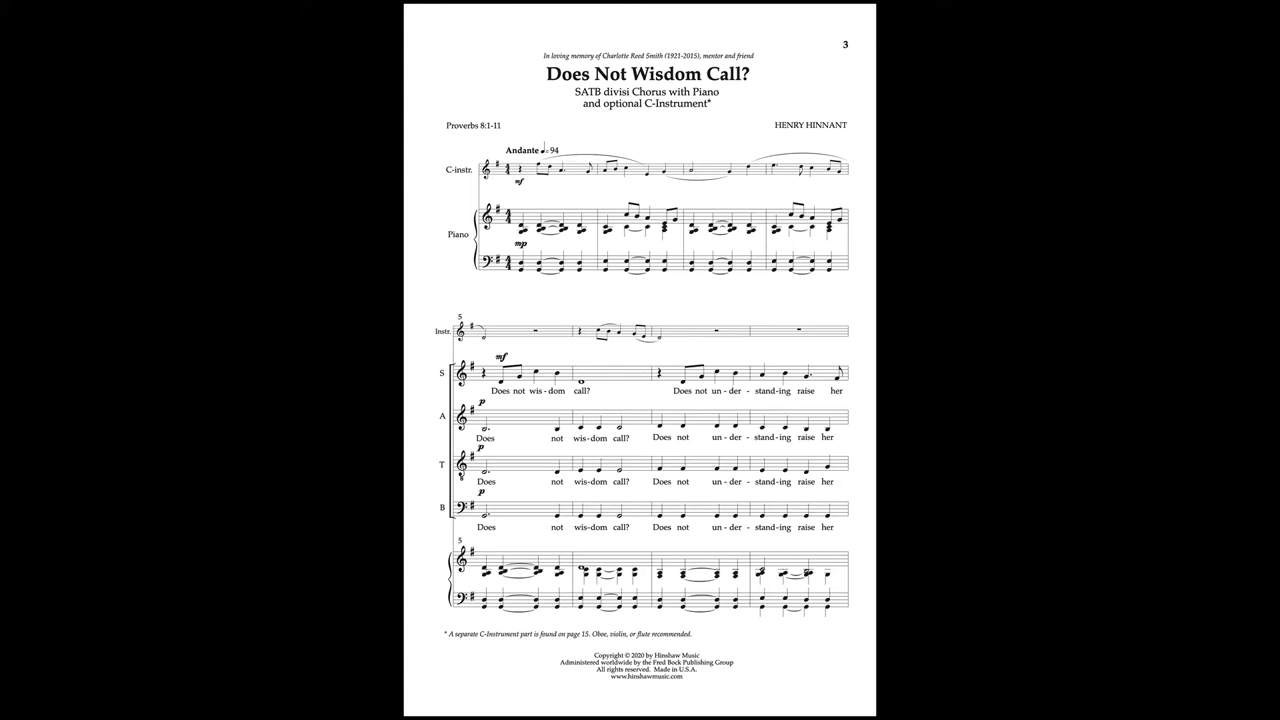 3
In loving memory of Charlotte Reed Smith (1921-2015), mentor and friend
Does Not Wisdom Call?
SATB divisi Chorus with Piano
and optional C-Instrument*
Proverbs 8:1-11
HENRY HINNANT
Andante ♩= 94
C-instr.
mf
Piano
mp
5
Instr.
mf
S
Does not wis - dom call? Does not un - der - stand-ing raise her
p
A
Does not wis-dom call? Does not un - der - stand-ing raise her
p
T
Does not wis-dom call? Does not un - der - stand-ing raise her
p
B
Does not wis-dom call? Does not un - der - stand-ing raise her
5
* A separate C-Instrument part is found on page 15. Oboe, violin, or flute recommended.
Copyright © 2020 by Hinshaw Music
Administered worldwide by the Fred Bock Publishing Group
All rights reserved. Made in U.S.A.
www.hinshawmusic.com